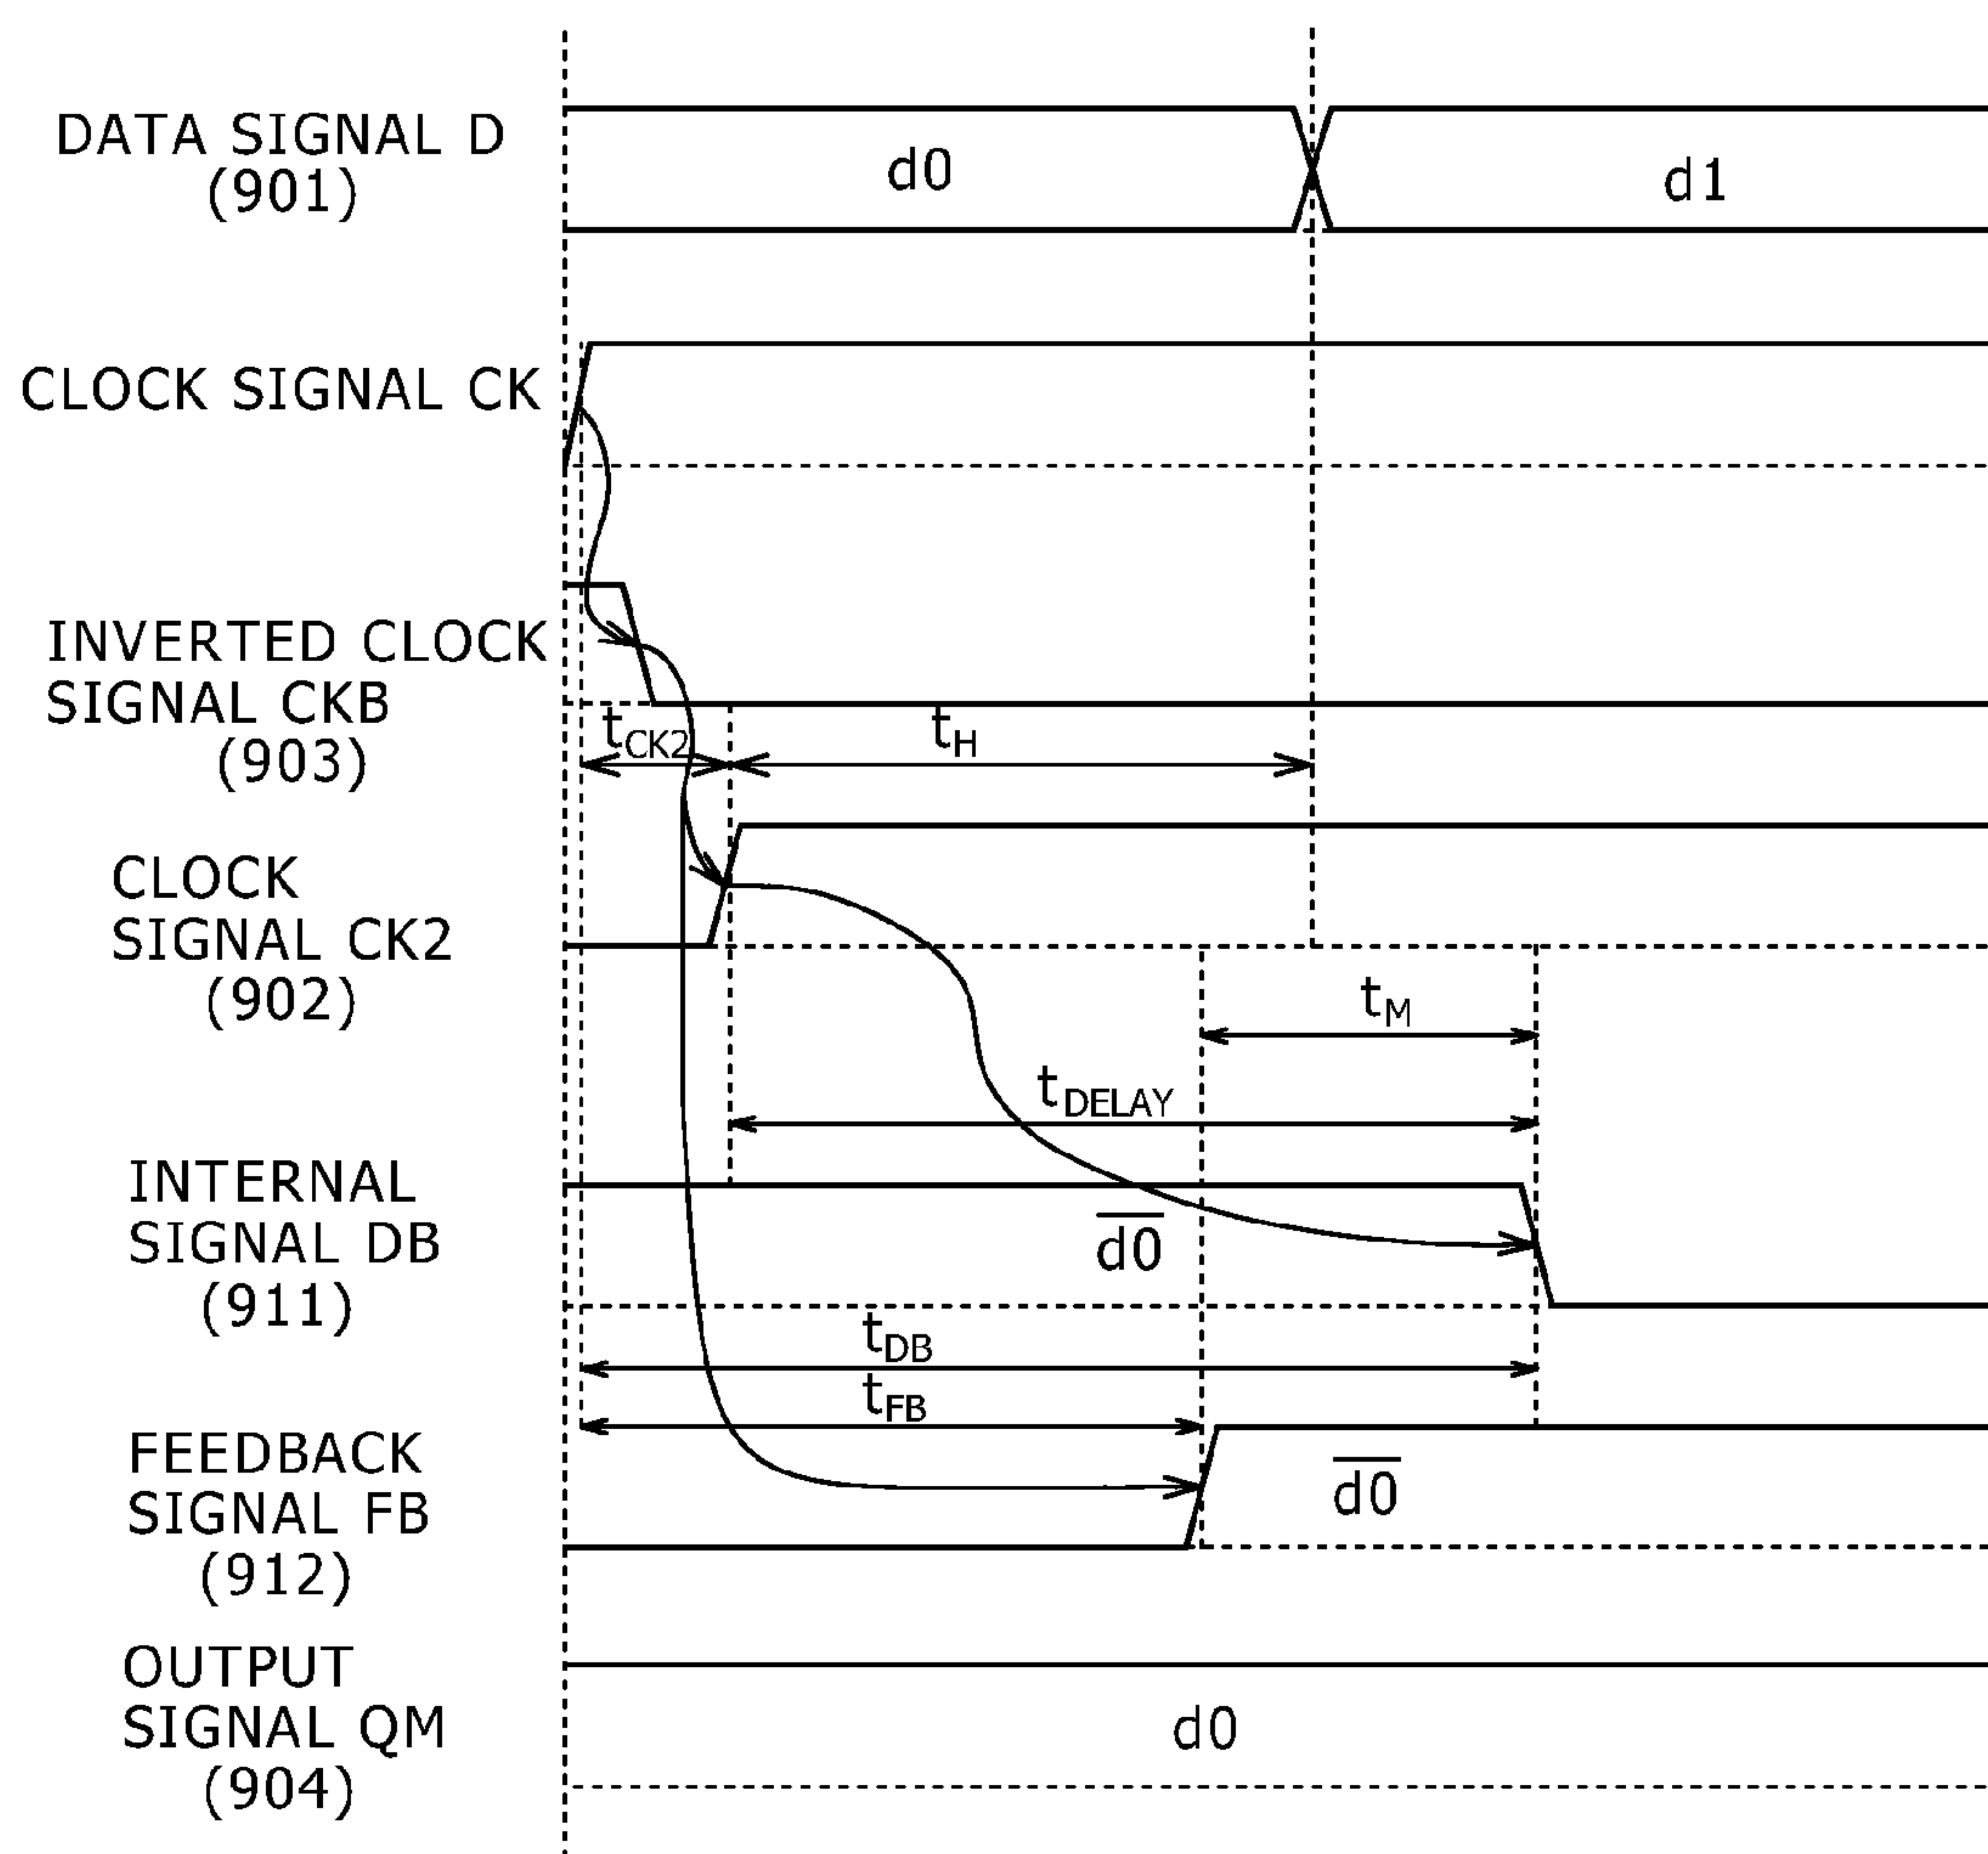 DATA SIGNAL D
(901)
d0
d1
CLOCK SIGNAL CK
INVERTED CLOCK
SIGNAL CKB
(903)
tCK2
tH
CLOCK
SIGNAL CK2
(902)
tM
tDELAY
INTERNAL
SIGNAL DB
(911)
d0
tDB
tFB
FEEDBACK
SIGNAL FB
(912)
d0
OUTPUT
SIGNAL QM
(904)
d0